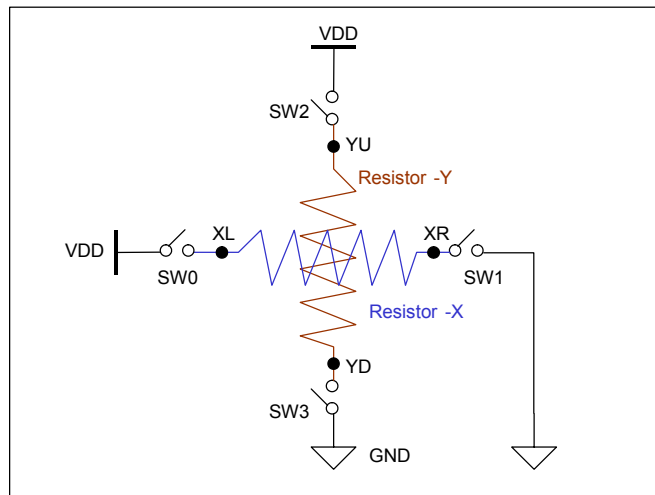 VDD
SW2
YU
Resistor -Y
XL
XR
VDD
SW0
SW1
Resistor -X
YD
SW3
GND